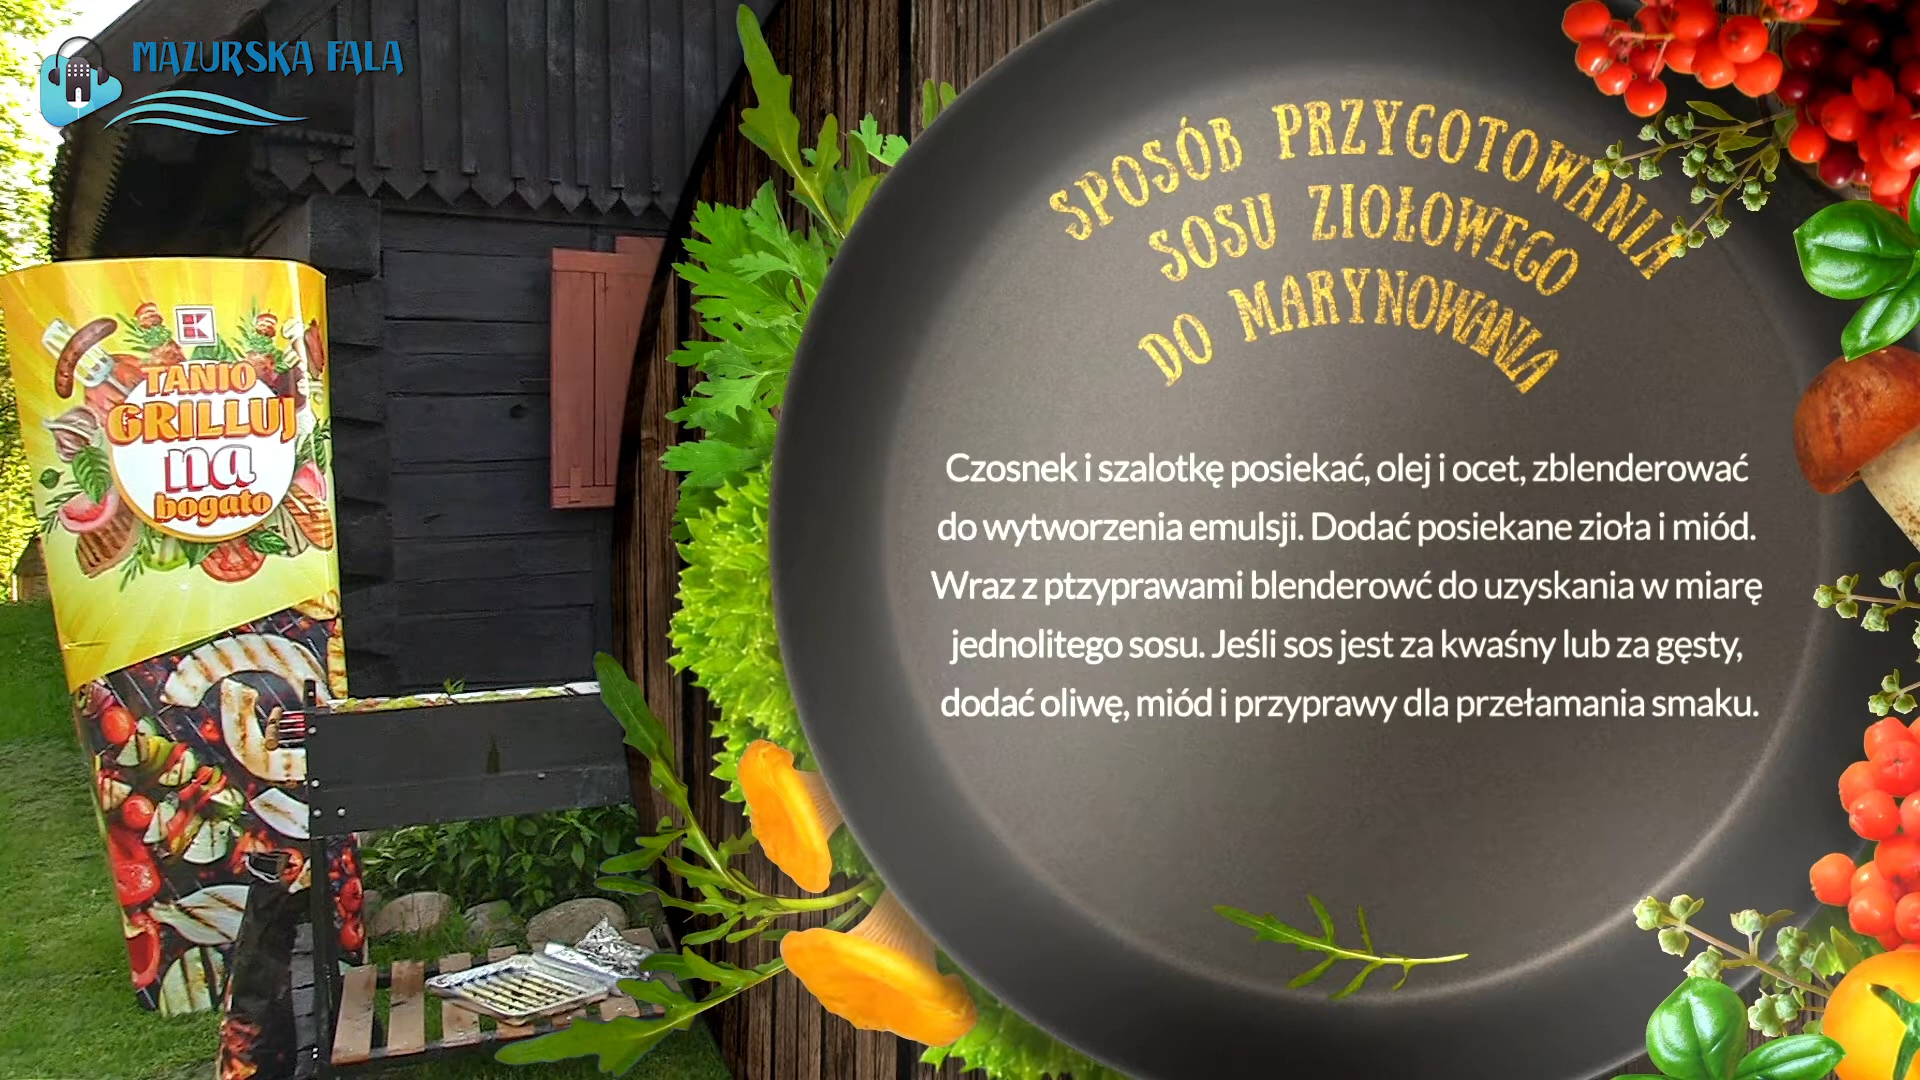 MAZURSKA FALA
TANIO
GRILLUJ
na
bogato
SPOSÓB PRZYGOTOWANIA
SOSU ZIOŁOWEGO
DO MARYNOWANIA
Czosnek i szalotkę posiekać, olej i ocet, zblenderować
do wytworzenia emulsji. Dodać posiekane zioła i miód.
Wraz z ptzyprawami blenderowć do uzyskania w miarę
jednolitego sosu. Jeśli sos jest za kwaśny lub za gęsty,
dodać oliwę, miód i przyprawy dla przełamania smaku.